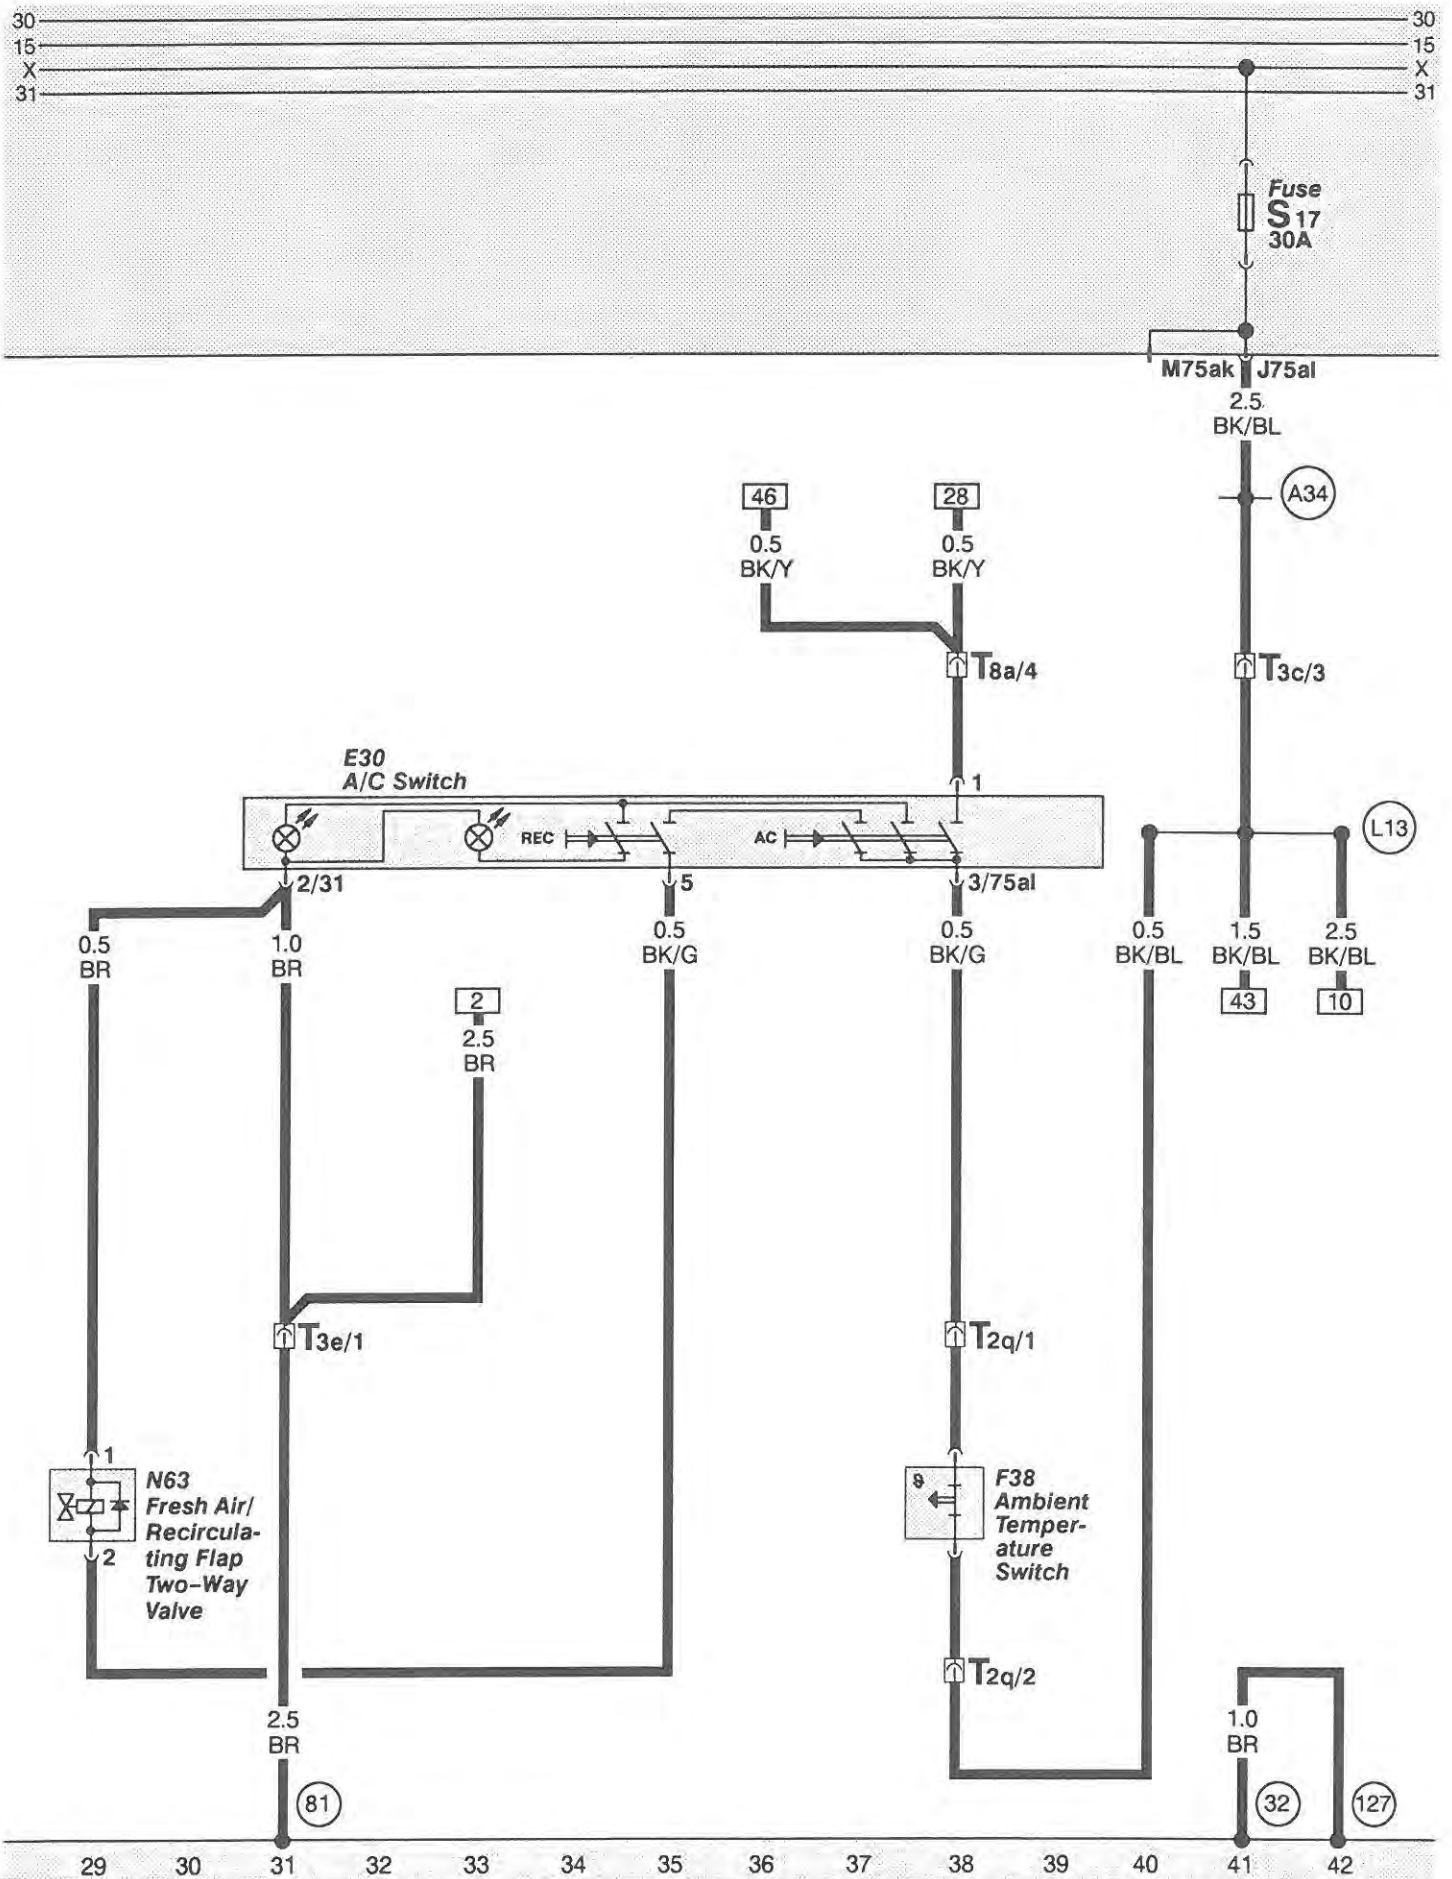 30 30
15 15
X X
31 31
Fuse
S 17
30A
M75ak J75al
2.5
BK/BL
46 28
A34
0.5 0.5
BK/Y BK/Y
T8a/4 T3c/3
E30
A/C Switch
1
REC AC
L13
2/31 5 3/75al
0.5 1.0 0.5 0.5 0.5 1.5 2.5
BR BR BK/G BK/G BK/BL BK/BL BK/BL
2 43 10
2.5
BR
T3e/1 T2q/1
1
N63
Fresh Air/
Recircula-
ting Flap
Two-Way
Valve
2
ϑ
F38
Ambient
Temper-
ature
Switch
T2q/2
2.5
BR
1.0
BR
81 32 127
29 30 31 32 33 34 35 36 37 38 39 40 41 42